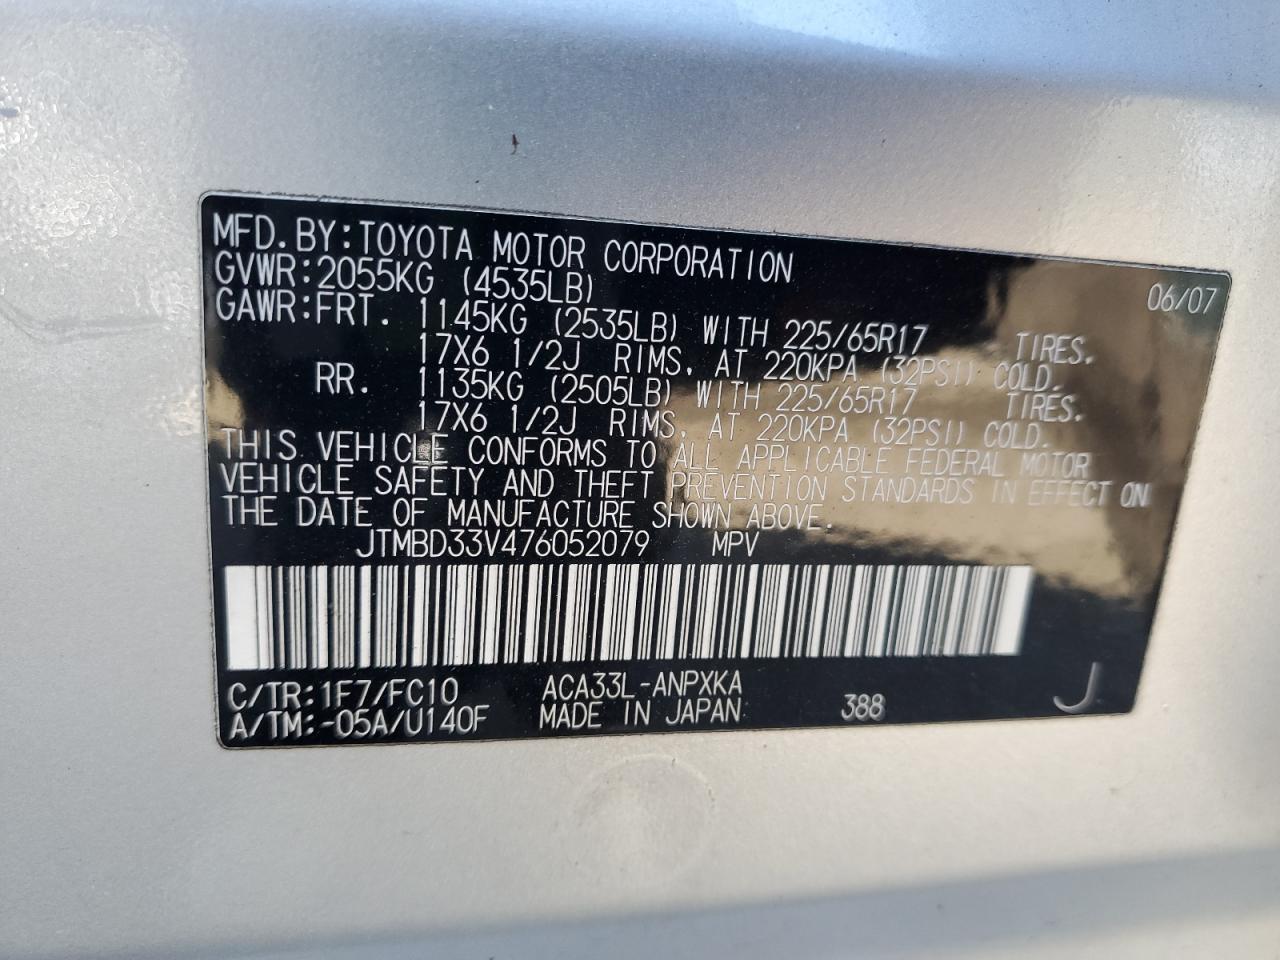 MFD. BY: TOYOTA MOTOR CORPORATION 06/07
GVWR: 2055KG (4535LB)
GAWR: FRT. 1145KG (2535LB) WITH 225/65R17 TIRES,
17X6 1/2J RIMS, AT 220KPA (32PSI) COLD.
RR. 1135KG (2505LB) WITH 225/65R17 TIRES,
17X6 1/2J RIMS, AT 220KPA (32PSI) COLD.
THIS VEHICLE CONFORMS TO ALL APPLICABLE FEDERAL MOTOR
VEHICLE SAFETY AND THEFT PREVENTION STANDARDS IN EFFECT ON
THE DATE OF MANUFACTURE SHOWN ABOVE.
JTMBD33V476052079 MPV
C/TR: 1F7/FC10 ACA33L-ANPXKA
A/TM: -05A/U140F MADE IN JAPAN 388 J